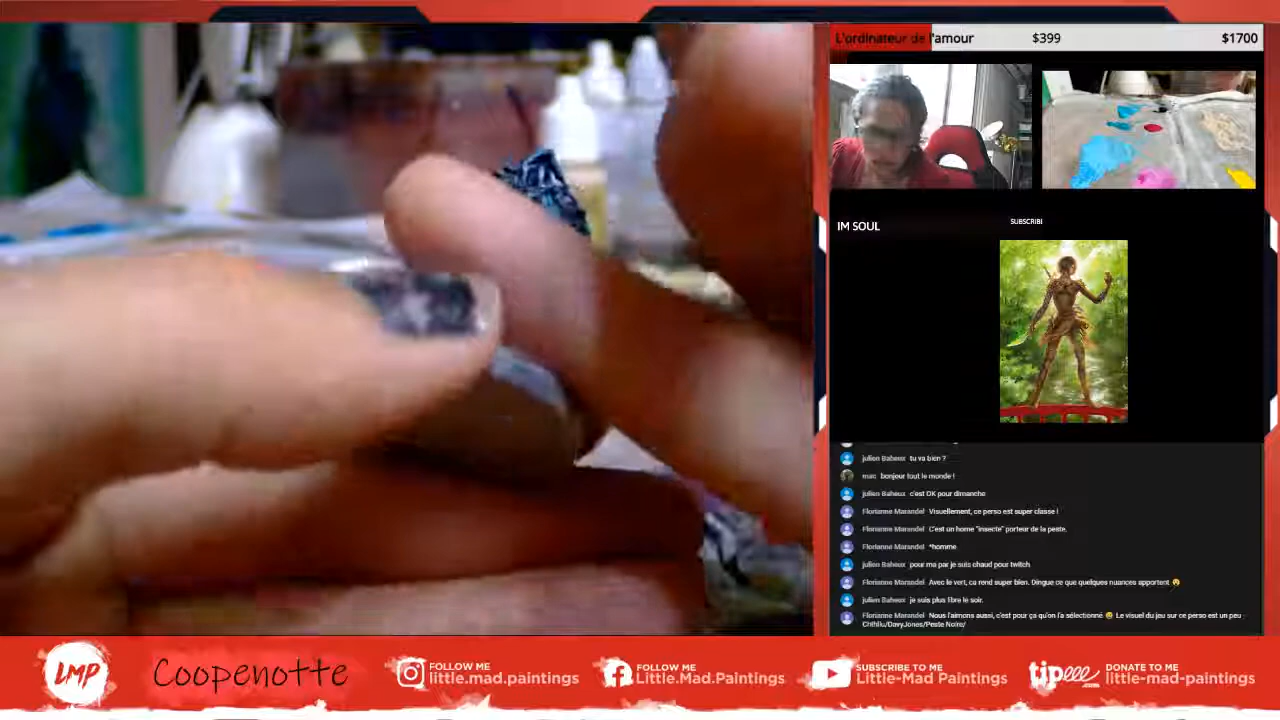 L'ordinateur de l'amour $399 $1700
IM SOUL
SUBSCRIBI
julien Baheux tu va bien ?
marc bonjour tout le monde !
julien Baheux c'est OK pour dimanche
Florianne Marandel Visuellement, ce perso est super classe !
Florianne Marandel C'est un home "insecte" porteur de la peste.
Florianne Marandel *homme
julien Baheux pour ma par je suis chaud pour twitch
Florianne Marandel Avec le vert, ca rend super bien. Dingue ce que quelques nuances apportent 😮
julien Baheux je suis plus libre le soir.
Florianne Marandel Nous l'aimons aussi, c'est pour ça qu'on l'a sélectionné Le visuel du jeu sur ce perso est un peu
/DavyJones/Peste Noire/
LMP
Coopenotte
FOLLOW ME
little.mad.paintings
FOLLOW ME
Little.Mad.Paintings
SUBSCRIBE TO ME
Little-Mad Paintings
tipeee
.com
DONATE TO ME
little-mad-paintings